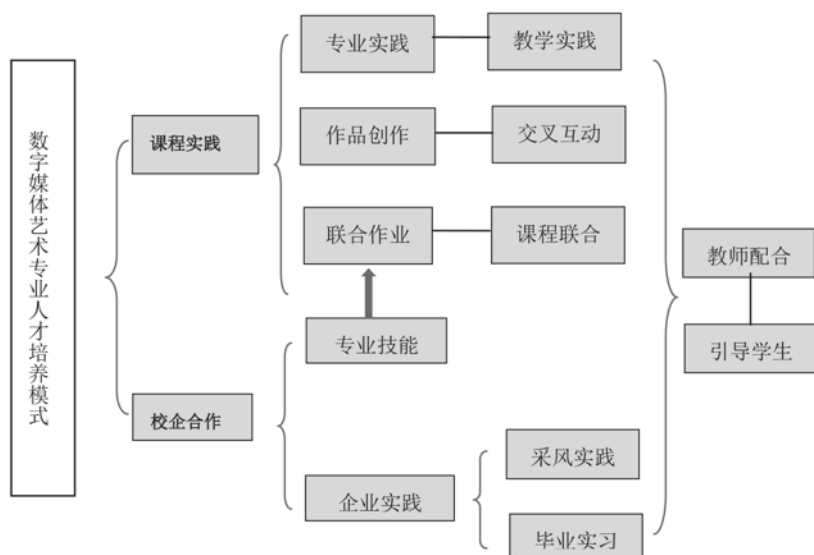 数字媒体艺术专业人才培养模式
课程实践
校企合作
专业实践
教学实践
作品创作
交叉互动
联合作业
课程联合
专业技能
企业实践
采风实践
毕业实习
教师配合
引导学生